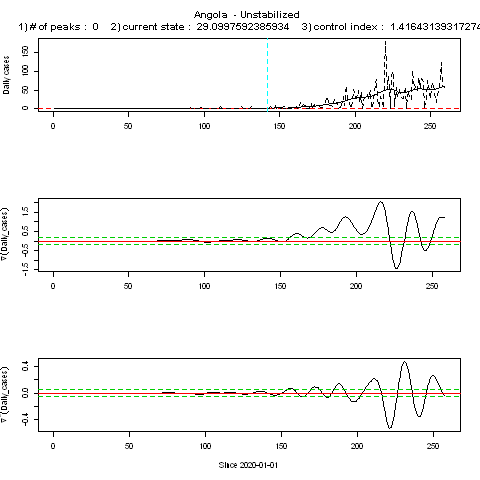 Angola - Unstabilized
1) # of peaks : 0 2) current state : 29.0997592385934 3) control index : 1.41643139317274
Daily_cases
0 50 100 150
0 50 100 150 200 250
∇(Daily_cases)
-1.5 -0.5 0.5 1.5
0 50 100 150 200 250
∇(Daily_cases)
-0.4 0.0 0.4
0 50 100 150 200 250
Since 2020-01-01